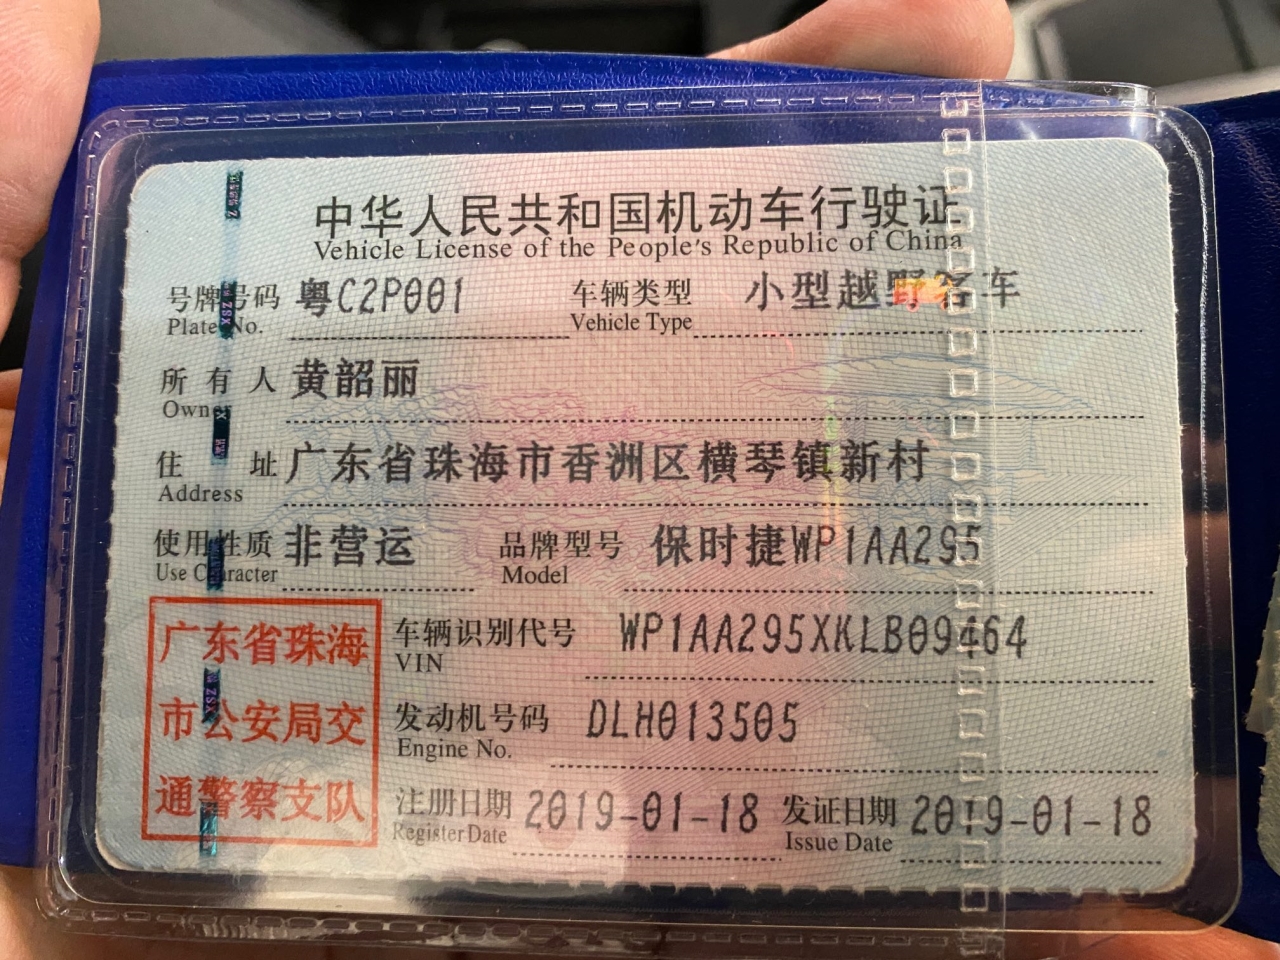 中华人民共和国机动车行驶证
Vehicle License of the People's Republic of China
号牌号码 粤C2P001 车辆类型 小型越野客车
Plate No. Vehicle Type
所有人 黄韶丽
Owner
住址 广东省珠海市香洲区横琴镇新村
Address
使用性质 非营运 品牌型号 保时捷WP1AA295
Use Character Model
广东省珠海
市公安局交
通警察支队
车辆识别代号 WP1AA295XKLB09464
VIN
发动机号码 DLH013505
Engine No.
注册日期 2019-01-18 发证日期 2019-01-18
Register Date Issue Date